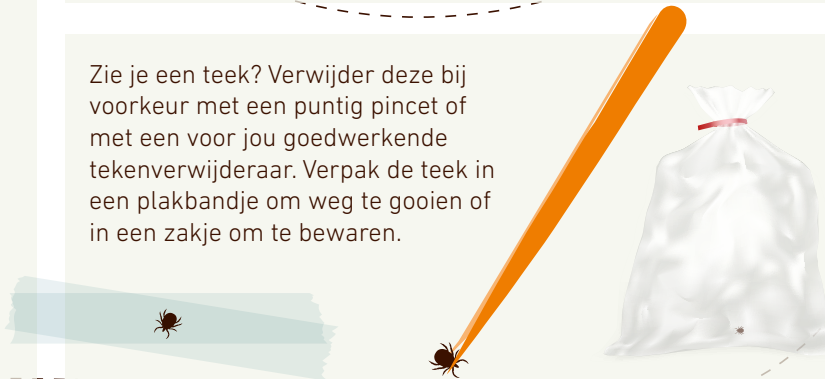 Zie je een teek? Verwijder deze bij
voorkeur met een puntig pincet of
met een voor jou goedwerkende
tekenverwijderaar. Verpak de teek in
een plakbandje om weg te gooien of
in een zakje om te bewaren.